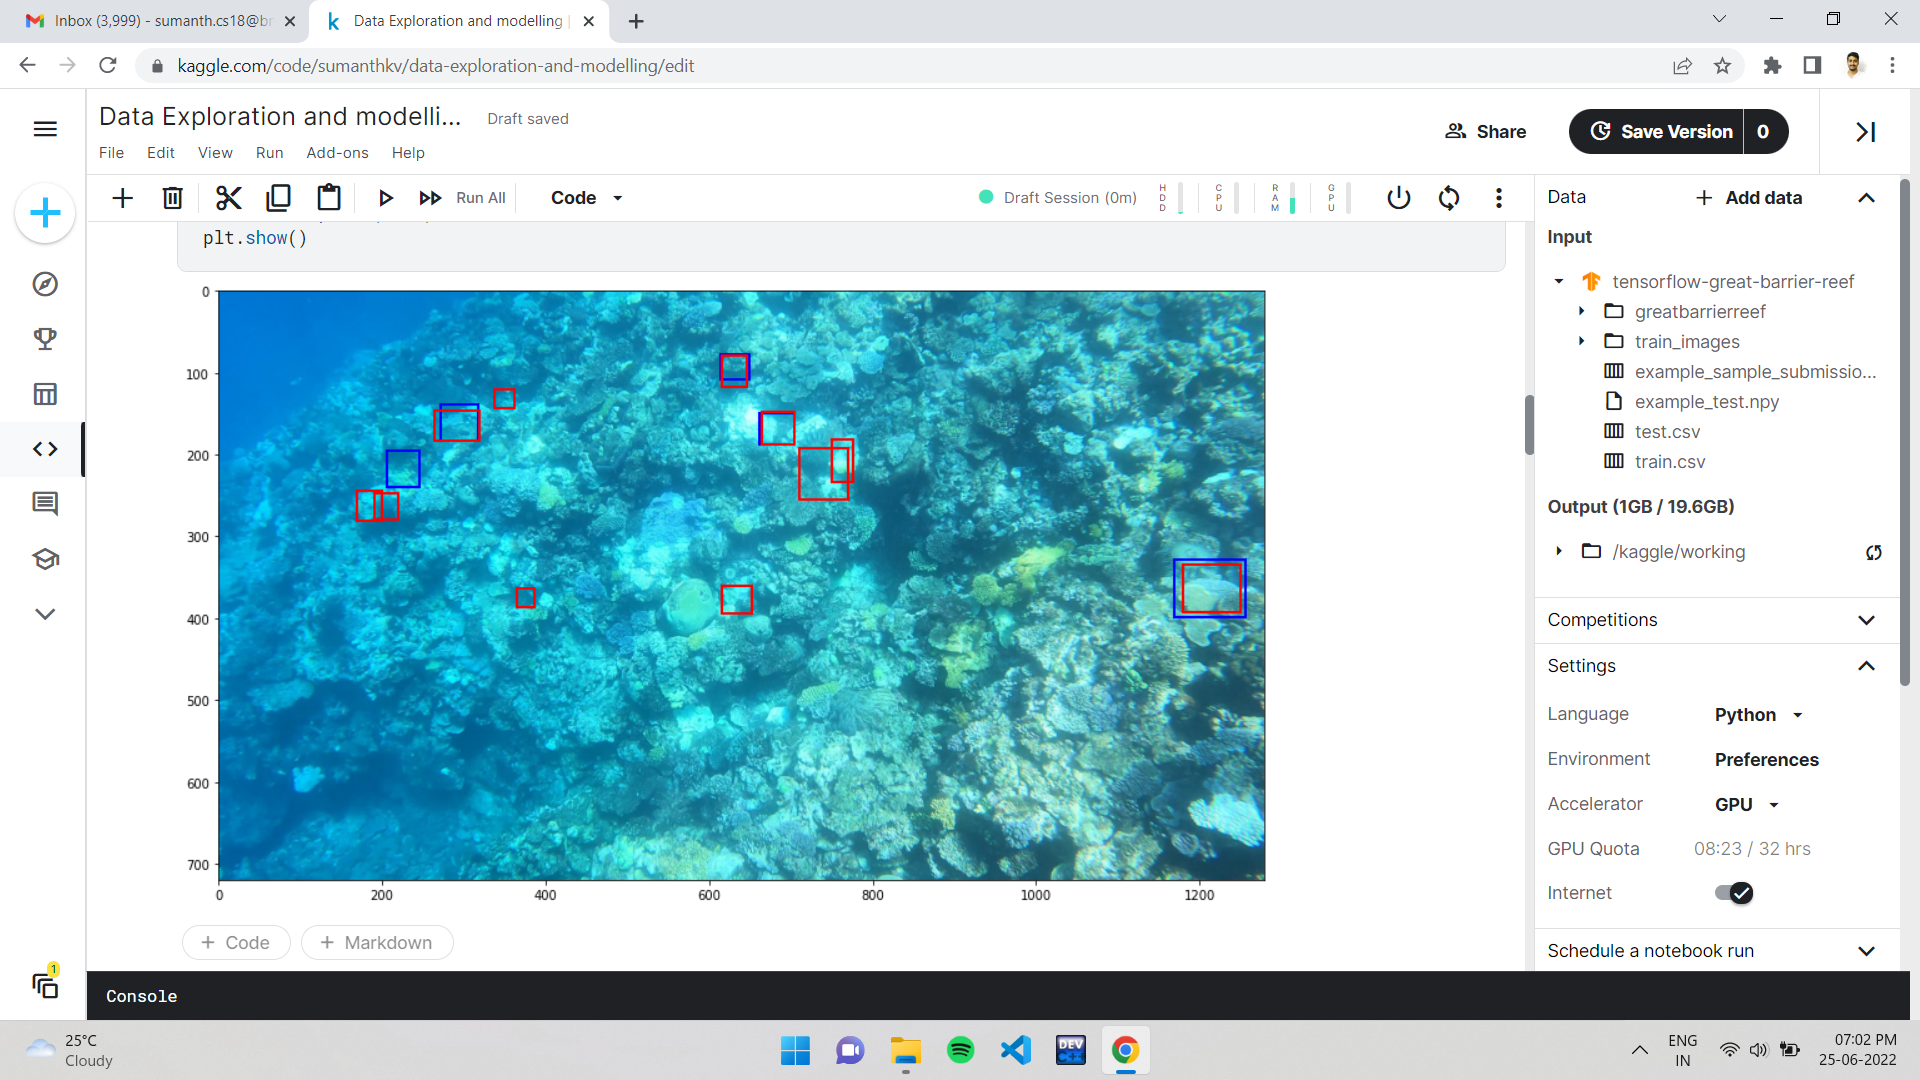 Inbox (3,999) - sumanth.cs18@b
Data Exploration and modelling |
kaggle.com/code/sumanthkv/data-exploration-and-modelling/edit
Data Exploration and modelli...
Draft saved
Share
Save Version
0
File Edit View Run Add-ons Help
Run All
Code
Draft Session (0m)
HDD
CPU
RAM
GPU
Data
Add data
plt.show()
Input
tensorflow-great-barrier-reef
greatbarrierreef
train_images
example_sample_submissio...
example_test.npy
test.csv
train.csv
Output (1GB / 19.6GB)
/kaggle/working
Competitions
Settings
Language Python
Environment Preferences
Accelerator GPU
GPU Quota 08:23 / 32 hrs
Internet
Schedule a notebook run
0
100
200
300
400
500
600
700
0 200 400 600 800 1000 1200
+ Code
+ Markdown
1
Console
25°C
Cloudy
DEV
C++
ENG
IN
07:02 PM
25-06-2022